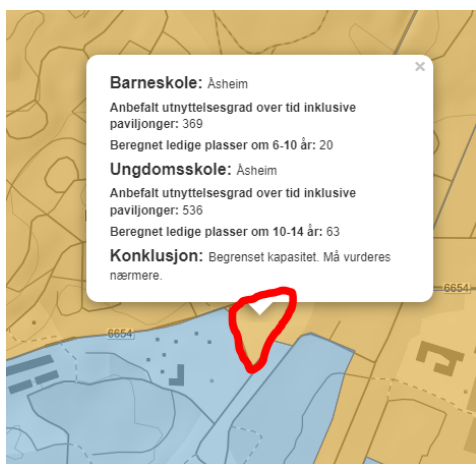 ×
Barneskole: Åsheim
Anbefalt utnyttelsesgrad over tid inklusive
paviljonger: 369
Beregnet ledige plasser om 6-10 år: 20
Ungdomsskole: Åsheim
Anbefalt utnyttelsesgrad over tid inklusive
paviljonger: 536
Beregnet ledige plasser om 10-14 år: 63
Konklusjon: Begrenset kapasitet. Må vurderes
nærmere.
6654
6654